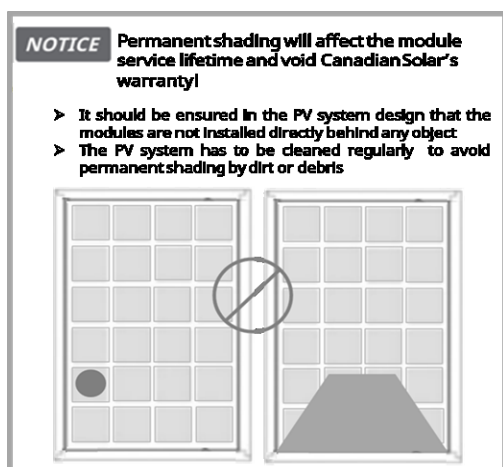 NOTICE Permanent shading will affect the module
service lifetime and void Canadian Solar's
warranty!
➢ It should be ensured in the PV system design that the
modules are not installed directly behind any object
➢ The PV system has to be cleaned regularly to avoid
permanent shading by dirt or debris